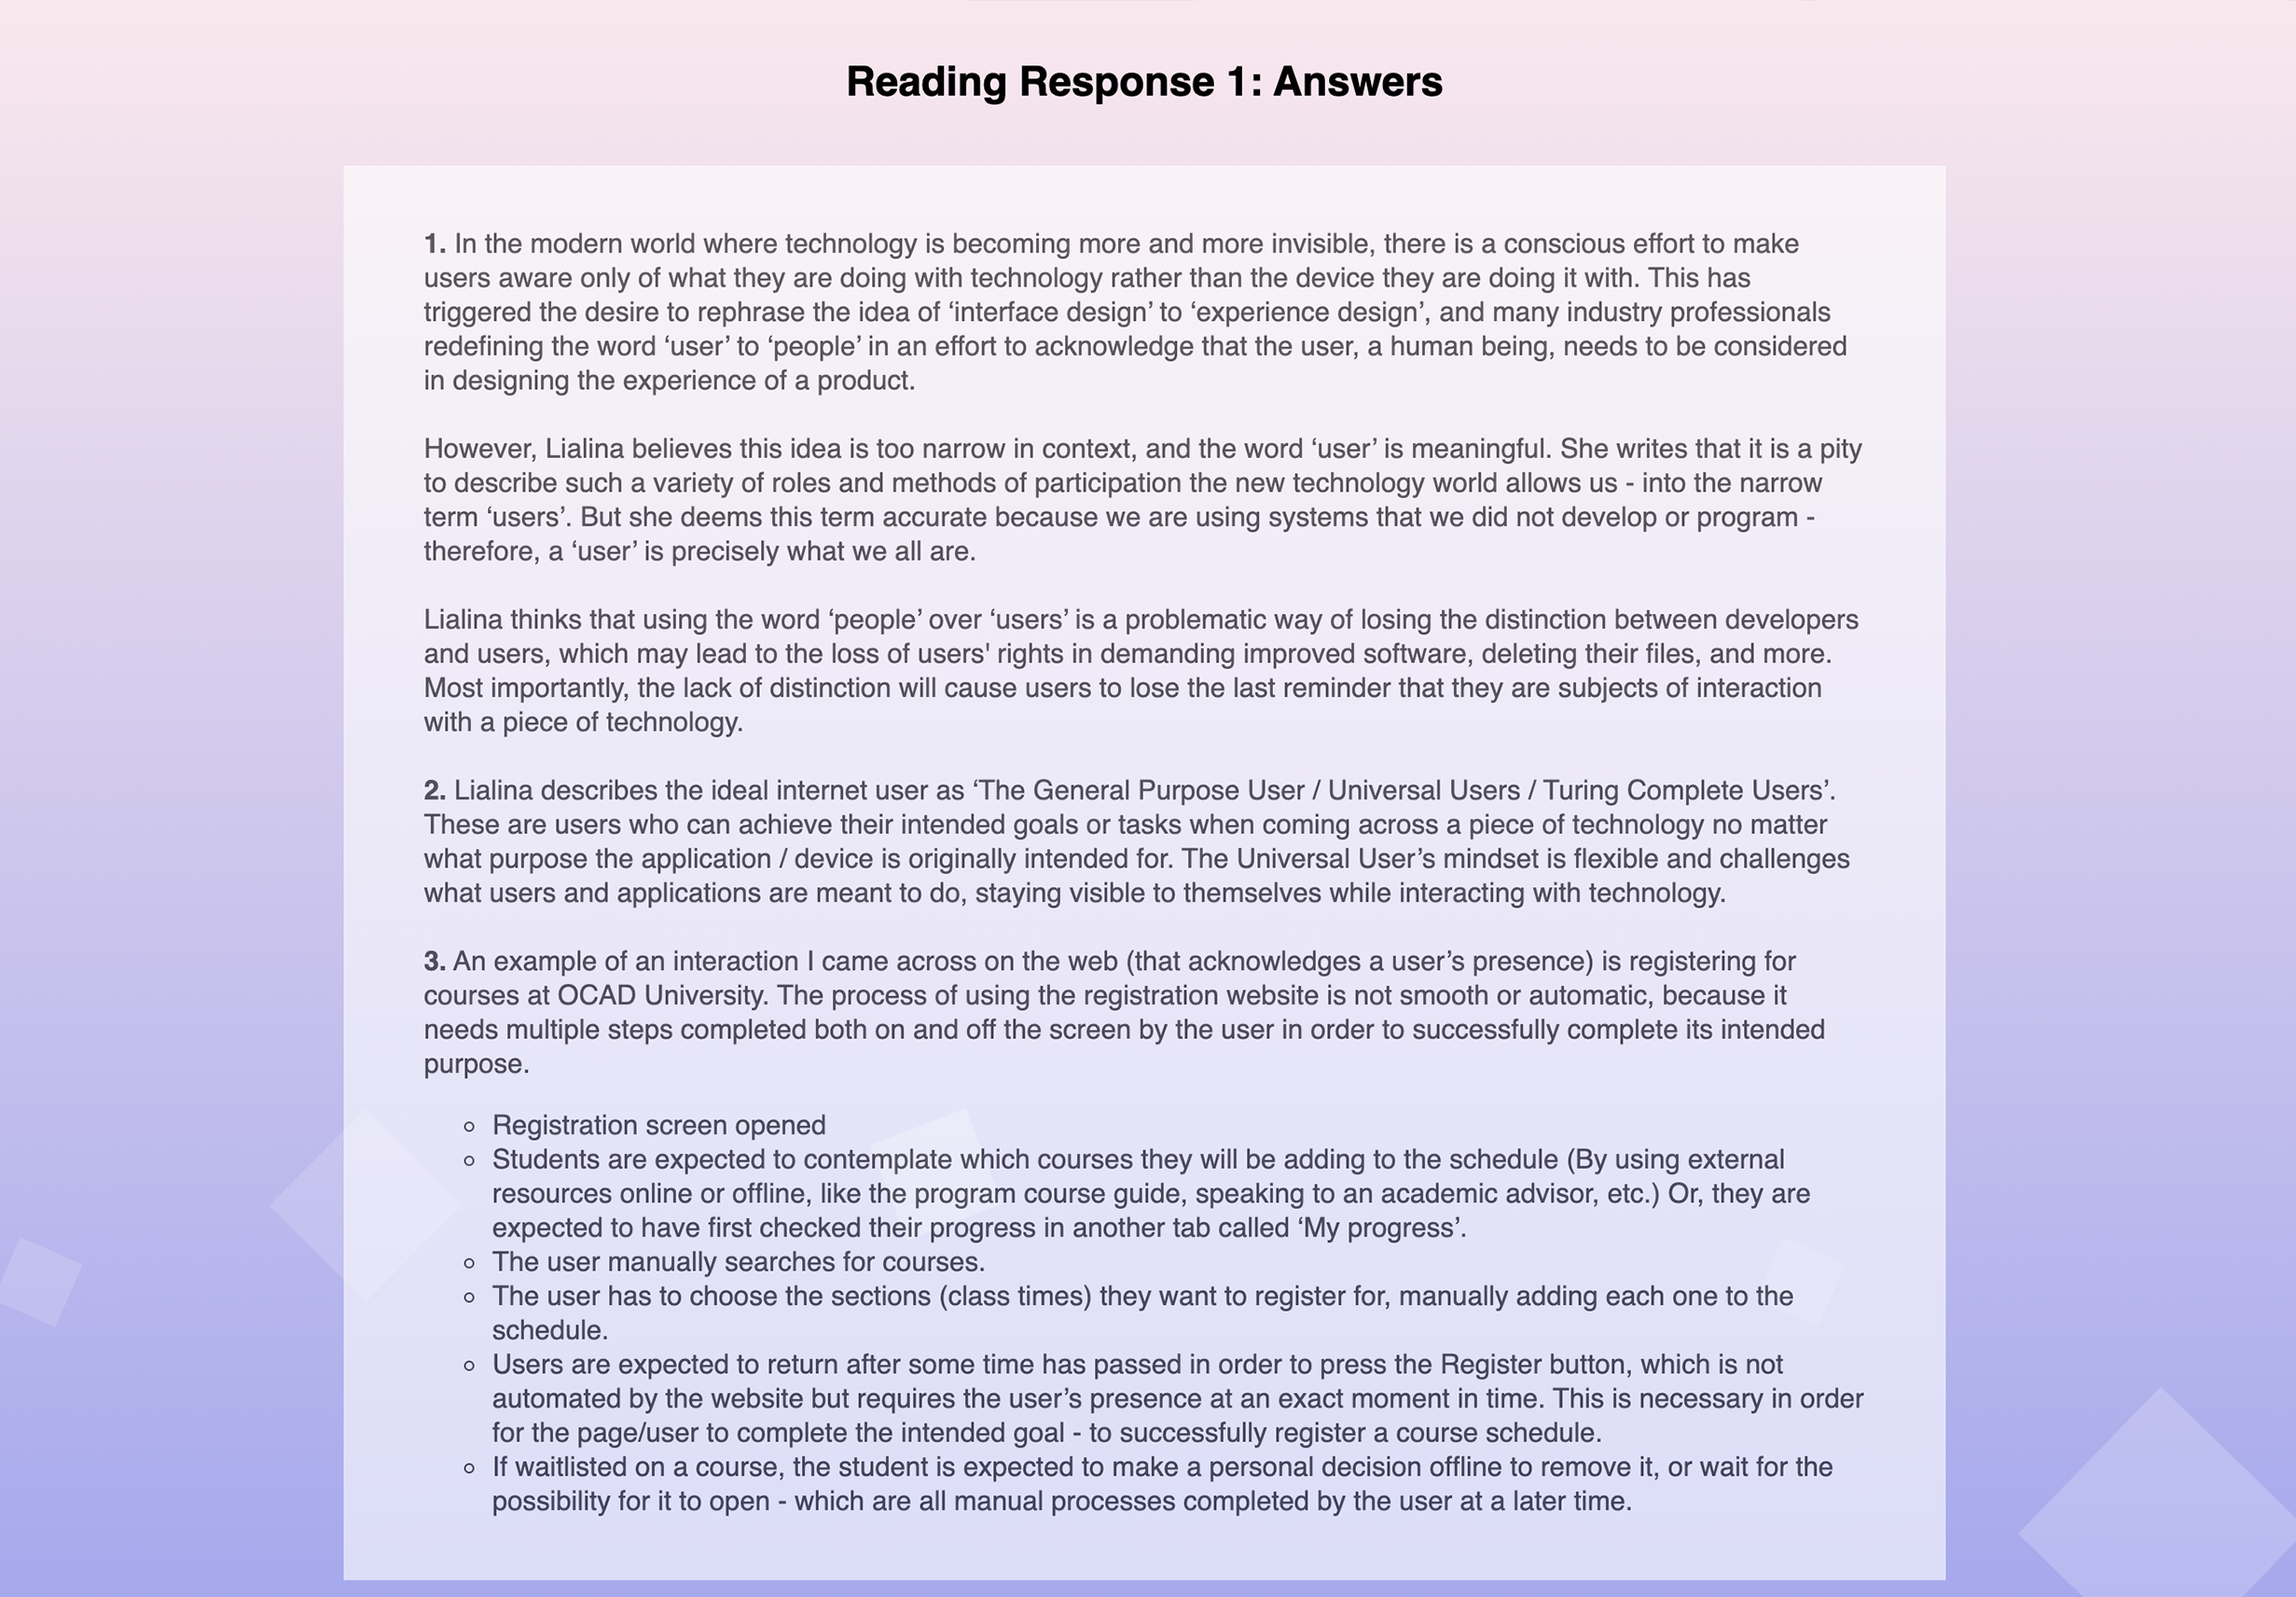 Reading Response 1: Answers
1. In the modern world where technology is becoming more and more invisible, there is a conscious effort to make
users aware only of what they are doing with technology rather than the device they are doing it with. This has
triggered the desire to rephrase the idea of ‘interface design’ to ‘experience design’, and many industry professionals
redefining the word ‘user’ to ‘people’ in an effort to acknowledge that the user, a human being, needs to be considered
in designing the experience of a product.
However, Lialina believes this idea is too narrow in context, and the word ‘user’ is meaningful. She writes that it is a pity
to describe such a variety of roles and methods of participation the new technology world allows us - into the narrow
term ‘users’. But she deems this term accurate because we are using systems that we did not develop or program -
therefore, a ‘user’ is precisely what we all are.
Lialina thinks that using the word ‘people’ over ‘users’ is a problematic way of losing the distinction between developers
and users, which may lead to the loss of users' rights in demanding improved software, deleting their files, and more.
Most importantly, the lack of distinction will cause users to lose the last reminder that they are subjects of interaction
with a piece of technology.
2. Lialina describes the ideal internet user as ‘The General Purpose User / Universal Users / Turing Complete Users’.
These are users who can achieve their intended goals or tasks when coming across a piece of technology no matter
what purpose the application / device is originally intended for. The Universal User’s mindset is flexible and challenges
what users and applications are meant to do, staying visible to themselves while interacting with technology.
3. An example of an interaction I came across on the web (that acknowledges a user’s presence) is registering for
courses at OCAD University. The process of using the registration website is not smooth or automatic, because it
needs multiple steps completed both on and off the screen by the user in order to successfully complete its intended
purpose.
◦ Registration screen opened
◦ Students are expected to contemplate which courses they will be adding to the schedule (By using external
resources online or offline, like the program course guide, speaking to an academic advisor, etc.) Or, they are
expected to have first checked their progress in another tab called ‘My progress’.
◦ The user manually searches for courses.
◦ The user has to choose the sections (class times) they want to register for, manually adding each one to the
schedule.
◦ Users are expected to return after some time has passed in order to press the Register button, which is not
automated by the website but requires the user’s presence at an exact moment in time. This is necessary in order
for the page/user to complete the intended goal - to successfully register a course schedule.
◦ If waitlisted on a course, the student is expected to make a personal decision offline to remove it, or wait for the
possibility for it to open - which are all manual processes completed by the user at a later time.